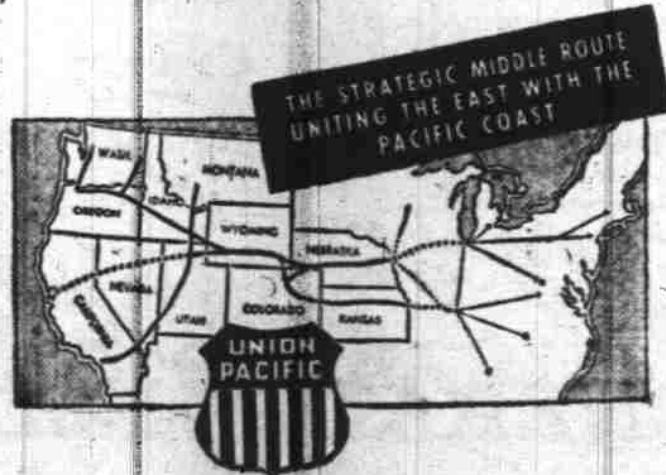 THE STRATEGIC MIDDLE ROUTE
UNITING THE EAST WITH THE
PACIFIC COAST
WASH.
MONTANA
OREGON
IDAHO
WYOMING
NEBRASKA
NEVADA
CALIFORNIA
UTAH
COLORADO
KANSAS
UNION
PACIFIC